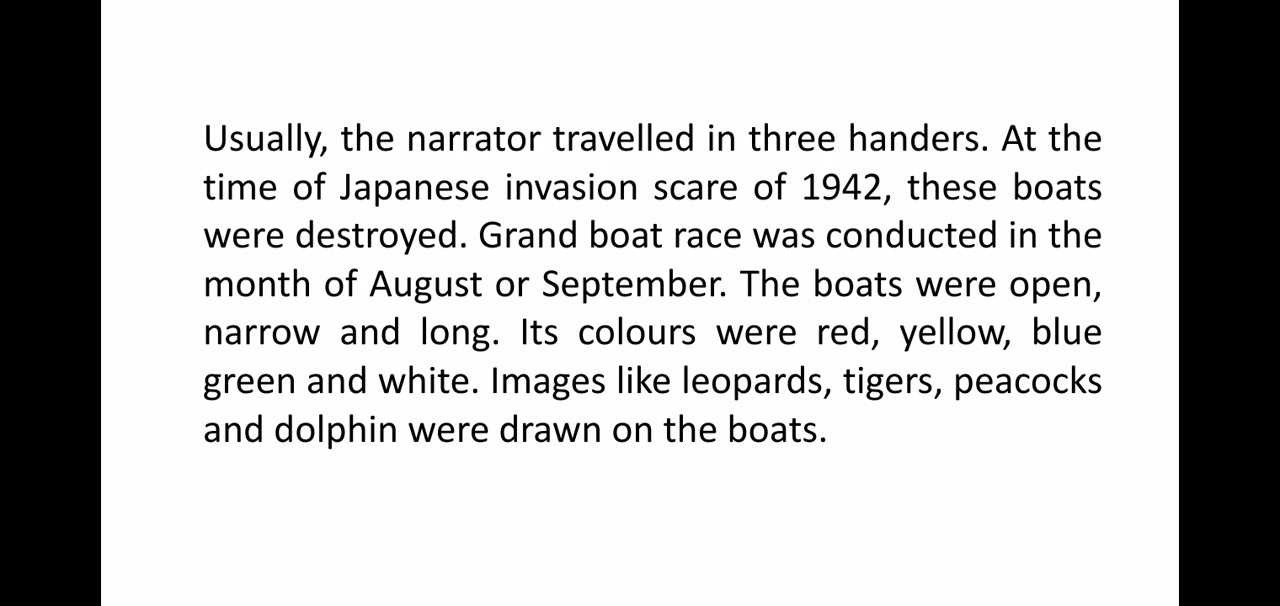 Usually, the narrator travelled in three handers. At the
time of Japanese invasion scare of 1942, these boats
were destroyed. Grand boat race was conducted in the
month of August or September. The boats were open,
narrow and long. Its colours were red, yellow, blue
green and white. Images like leopards, tigers, peacocks
and dolphin were drawn on the boats.